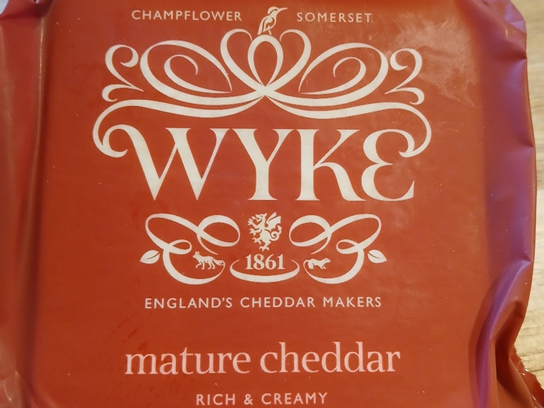 CHAMPFLOWER SOMERSET
WYKE
1861
ENGLAND'S CHEDDAR MAKERS
mature cheddar
RICH & CREAMY